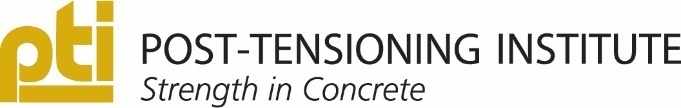 pti POST-TENSIONING INSTITUTE
Strength in Concrete